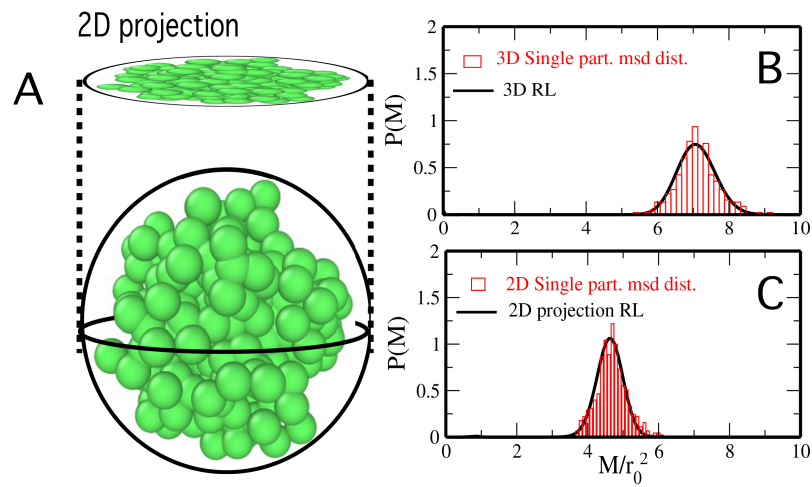 2D projection
A
B
3D Single part. msd dist.
3D RL
P(M)
2
1.5
1
0.5
0
0 2 4 6 8 10
C
2D Single part. msd dist.
2D projection RL
P(M)
2
1.5
1
0.5
0
0 2 4 6 8 10
M/r₀²